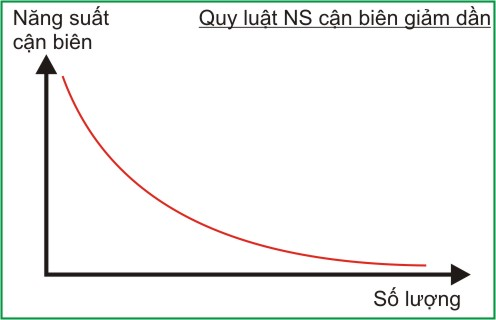 Năng suất
cận biên
Quy luật NS cận biên giảm dần
Số lượng